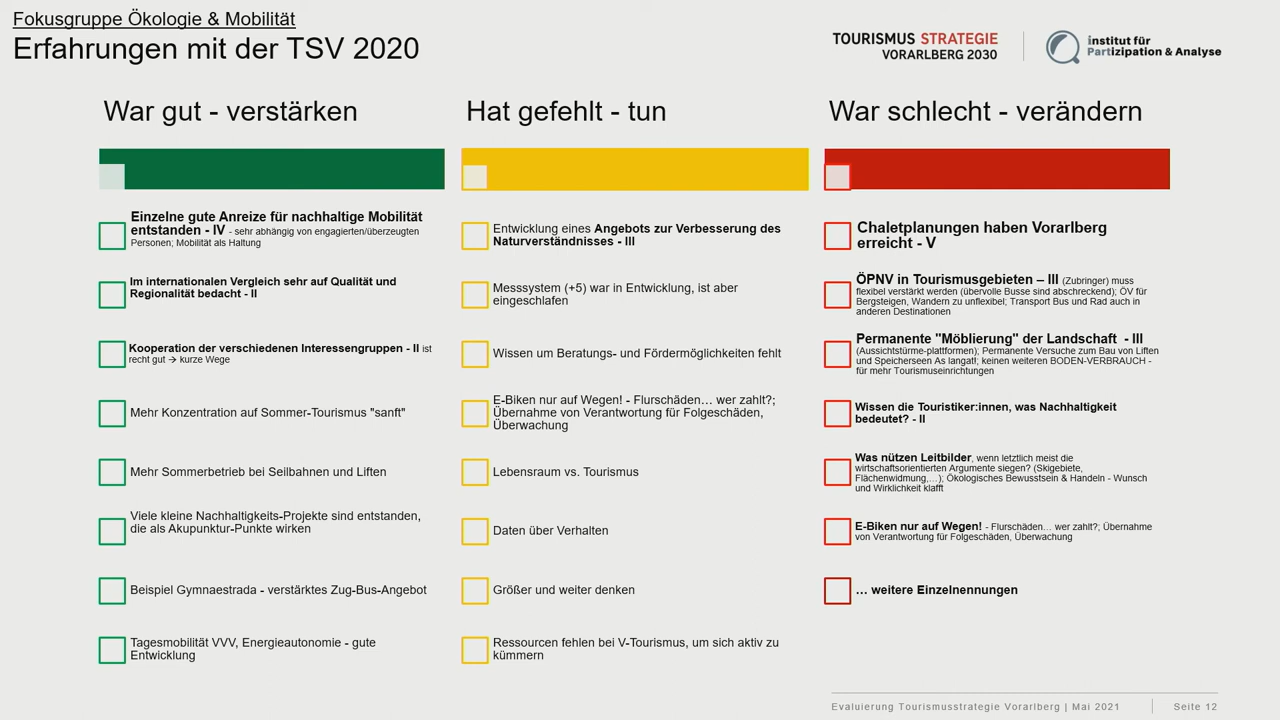 Fokusgruppe Ökologie & Mobilität
Erfahrungen mit der TSV 2020
TOURISMUS STRATEGIE
VORARLBERG 2030
institut für
Partizipation & Analyse
War gut - verstärken
Einzelne gute Anreize für nachhaltige Mobilität
entstanden - IV - sehr abhängig von engagierten/überzeugten
Personen; Mobilität als Haltung
Im internationalen Vergleich sehr auf Qualität und
Regionalität bedacht - II
Kooperation der verschiedenen Interessengruppen - II ist
recht gut → kurze Wege
Mehr Konzentration auf Sommer-Tourismus "sanft"
Mehr Sommerbetrieb bei Seilbahnen und Liften
Viele kleine Nachhaltigkeits-Projekte sind entstanden,
die als Akupunktur-Punkte wirken
Beispiel Gymnaestrada - verstärktes Zug-Bus-Angebot
Tagesmobilität VVV, Energieautonomie - gute
Entwicklung
Hat gefehlt - tun
Entwicklung eines Angebots zur Verbesserung des
Naturverständnisses - III
Messsystem (+5) war in Entwicklung, ist aber
eingeschlafen
Wissen um Beratungs- und Fördermöglichkeiten fehlt
E-Biken nur auf Wegen! - Flurschäden… wer zahlt?;
Übernahme von Verantwortung für Folgeschäden,
Überwachung
Lebensraum vs. Tourismus
Daten über Verhalten
Größer und weiter denken
Ressourcen fehlen bei V-Tourismus, um sich aktiv zu
kümmern
War schlecht - verändern
Chaletplanungen haben Vorarlberg
erreicht - V
ÖPNV in Tourismusgebieten – III (Zubringer) muss
flexibel verstärkt werden (übervolle Busse sind abschreckend); ÖV für
Bergsteigen, Wandern zu unflexibel; Transport Bus und Rad auch in
anderen Destinationen
Permanente "Möblierung" der Landschaft - III
(Aussichtstürme-plattformen); Permanente Versuche zum Bau von Liften
und Speicherseen As langatl; keinen weiteren BODEN-VERBRAUCH -
für mehr Tourismuseinrichtungen
Wissen die Touristiker:innen, was Nachhaltigkeit
bedeutet? - II
Was nützen Leitbilder, wenn letztlich meist die
wirtschaftsorientierten Argumente siegen? (Skigebiete,
Flächenwidmung,…); Ökologisches Bewusstsein & Handeln - Wunsch
und Wirklichkeit klafft
E-Biken nur auf Wegen! - Flurschäden… wer zahlt?; Übernahme
von Verantwortung für Folgeschäden, Überwachung
… weitere Einzelnennungen
Evaluierung Tourismusstrategie Vorarlberg | Mai 2021
Seite 12